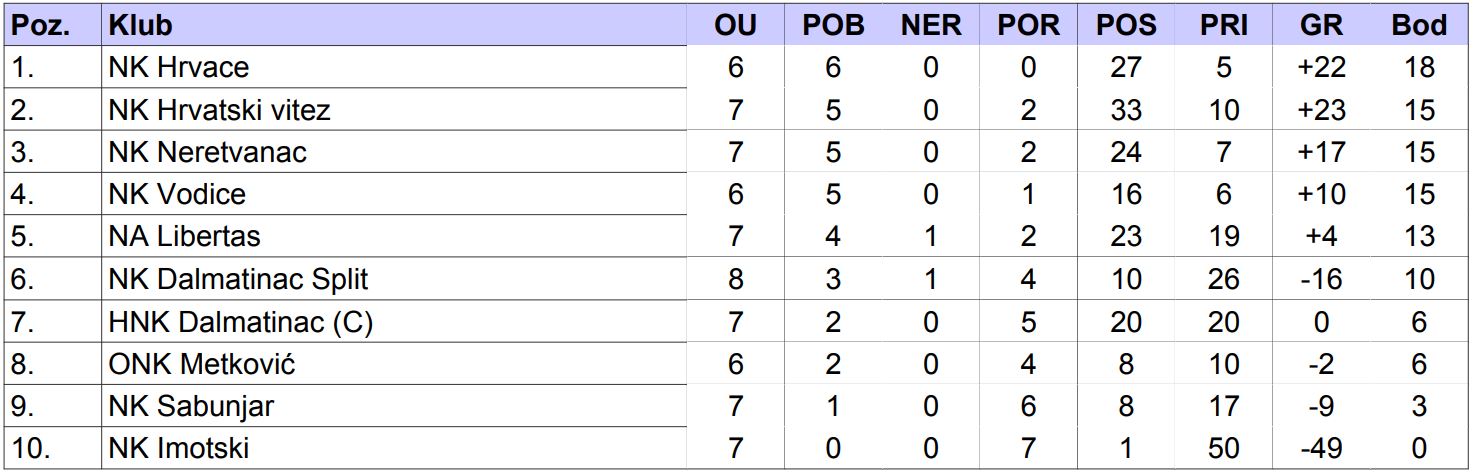 Poz. Klub OU POB NER POR POS PRI GR Bod
1. NK Hrvace 6 6 0 0 27 5 +22 18
2. NK Hrvatski vitez 7 5 0 2 33 10 +23 15
3. NK Neretvanac 7 5 0 2 24 7 +17 15
4. NK Vodice 6 5 0 1 16 6 +10 15
5. NA Libertas 7 4 1 2 23 19 +4 13
6. NK Dalmatinac Split 8 3 1 4 10 26 -16 10
7. HNK Dalmatinac (C) 7 2 0 5 20 20 0 6
8. ONK Metković 6 2 0 4 8 10 -2 6
9. NK Sabunjar 7 1 0 6 8 17 -9 3
10. NK Imotski 7 0 0 7 1 50 -49 0